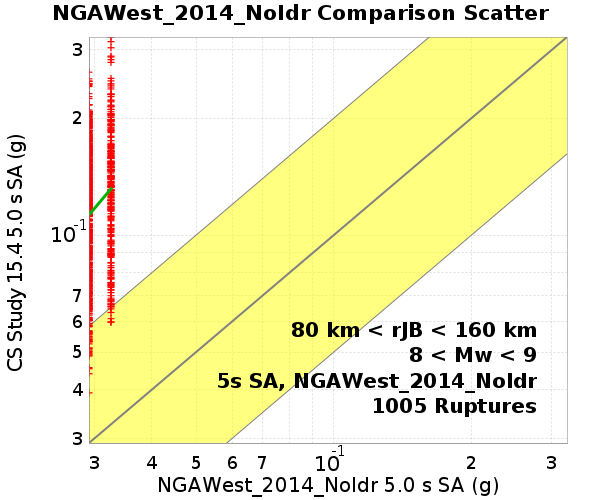 NGAWest_2014_NoIdr Comparison Scatter
CS Study 15.4 5.0 s SA (g)
3
2
10-1
7
6
5
4
3
80 km < rJB < 160 km
8 < Mw < 9
5s SA, NGAWest_2014_NoIdr
1005 Ruptures
3 4 5 6 7 10-1 2 3
NGAWest_2014_NoIdr 5.0 s SA (g)